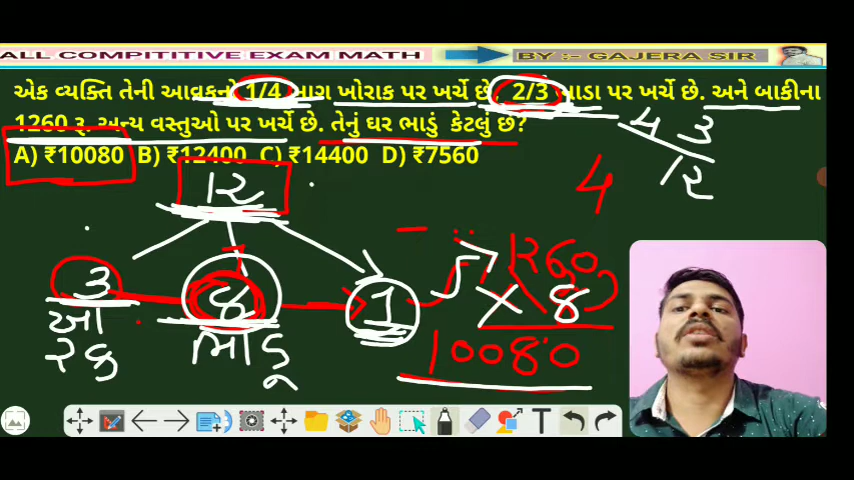 ALL COMPITITIVE EXAM MATH BY :- GAJERA SIR
એક વ્યક્તિ તેની આવકનો 1/4 ભાગ ખોરાક પર ખર્ચે છે. 2/3 ભાડા પર ખર્ચે છે. અને બાકીના
1260 રૂ. અન્ય વસ્તુઓ પર ખર્ચે છે. તેનું ઘર ભાડું કેટલું છે?
A) ₹10080 B) ₹12400 C) ₹14400 D) ₹7560
4 3
12
12
4
1260
3 8 1 × 8
ભાડૂ 10080